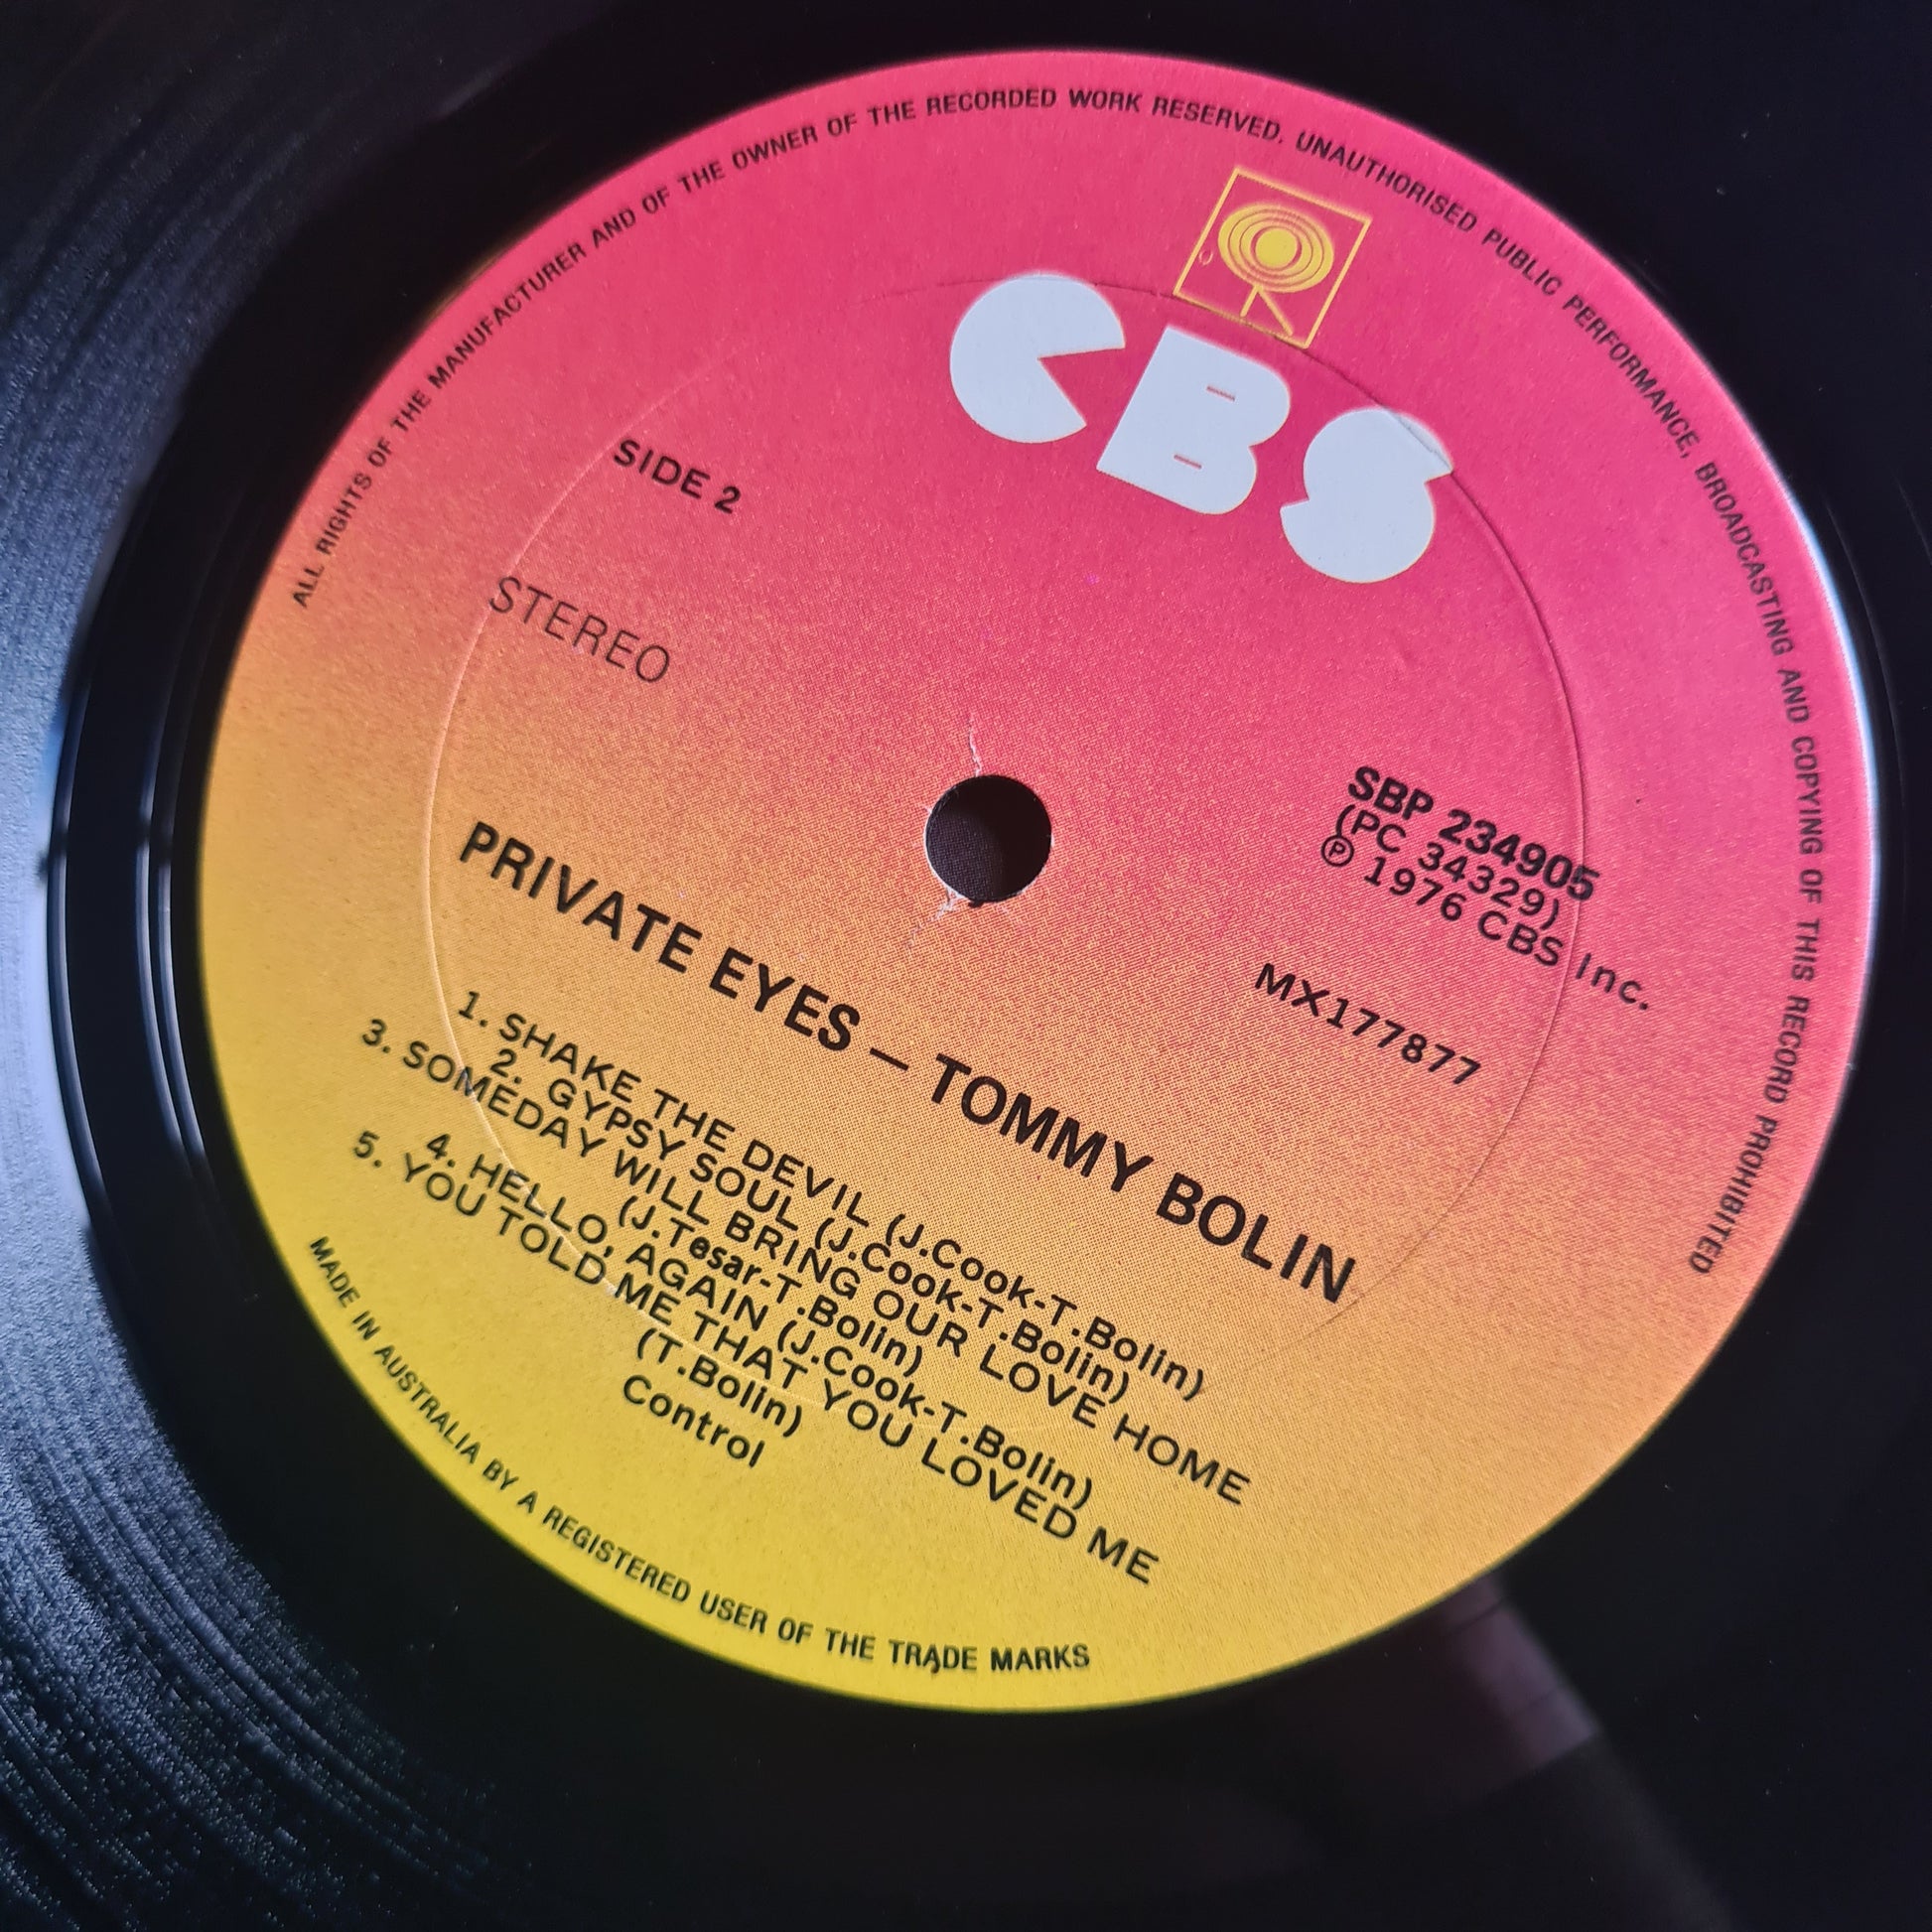 ALL RIGHTS OF THE MANUFACTURER AND OF THE OWNER OF THE RECORDED WORK RESERVED. UNAUTHORISED PUBLIC PERFORMANCE, BROADCASTING AND COPYING OF THIS RECORD PROHIBITED
CBS
SIDE 2
STEREO
SBP 234905
(PC 34329)
Ⓟ 1976 CBS Inc.
MX177877
PRIVATE EYES – TOMMY BOLIN
1. SHAKE THE DEVIL (J.Cook-T.Bolin)
2. GYPSY SOUL (J.Cook-T.Bolin)
3. SOMEDAY WILL BRING OUR LOVE HOME
(J.Tesar-T.Bolin)
4. HELLO, AGAIN (J.Cook-T.Bolin)
5. YOU TOLD ME THAT YOU LOVED ME
(T.Bolin)
Control
MADE IN AUSTRALIA BY A REGISTERED USER OF THE TRADE MARKS